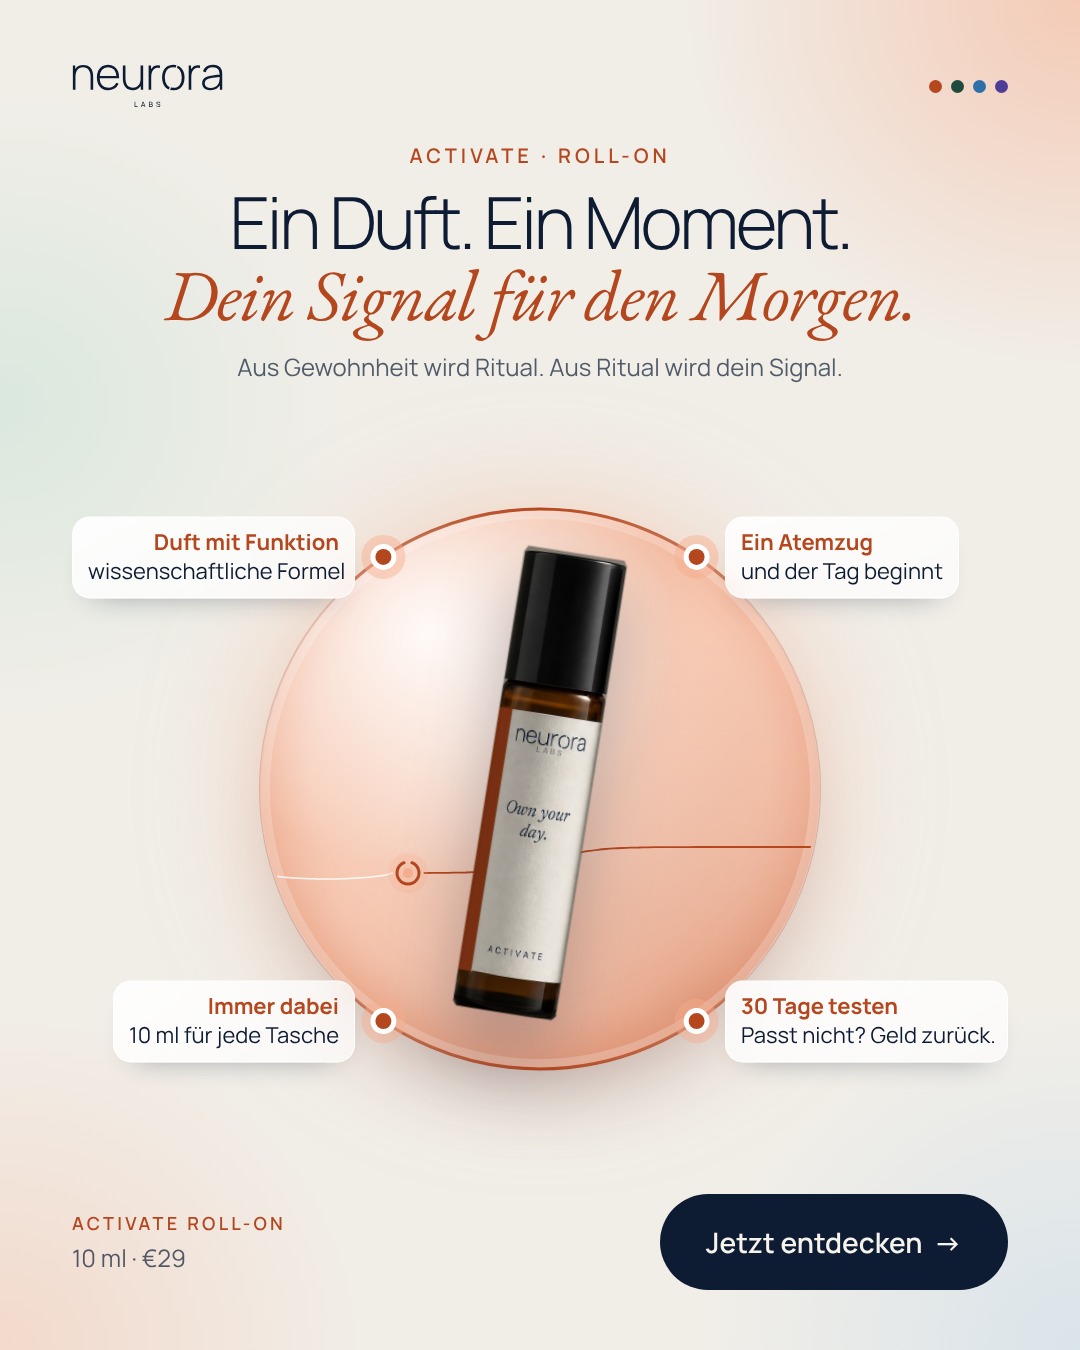 neurora
LABS
ACTIVATE · ROLL-ON
Ein Duft. Ein Moment.
Dein Signal für den Morgen.
Aus Gewohnheit wird Ritual. Aus Ritual wird dein Signal.
Duft mit Funktion
wissenschaftliche Formel
Ein Atemzug
und der Tag beginnt
neurora
LABS
Own your
day.
ACTIVATE
Immer dabei
10 ml für jede Tasche
30 Tage testen
Passt nicht? Geld zurück.
ACTIVATE ROLL-ON
10 ml · €29
Jetzt entdecken →